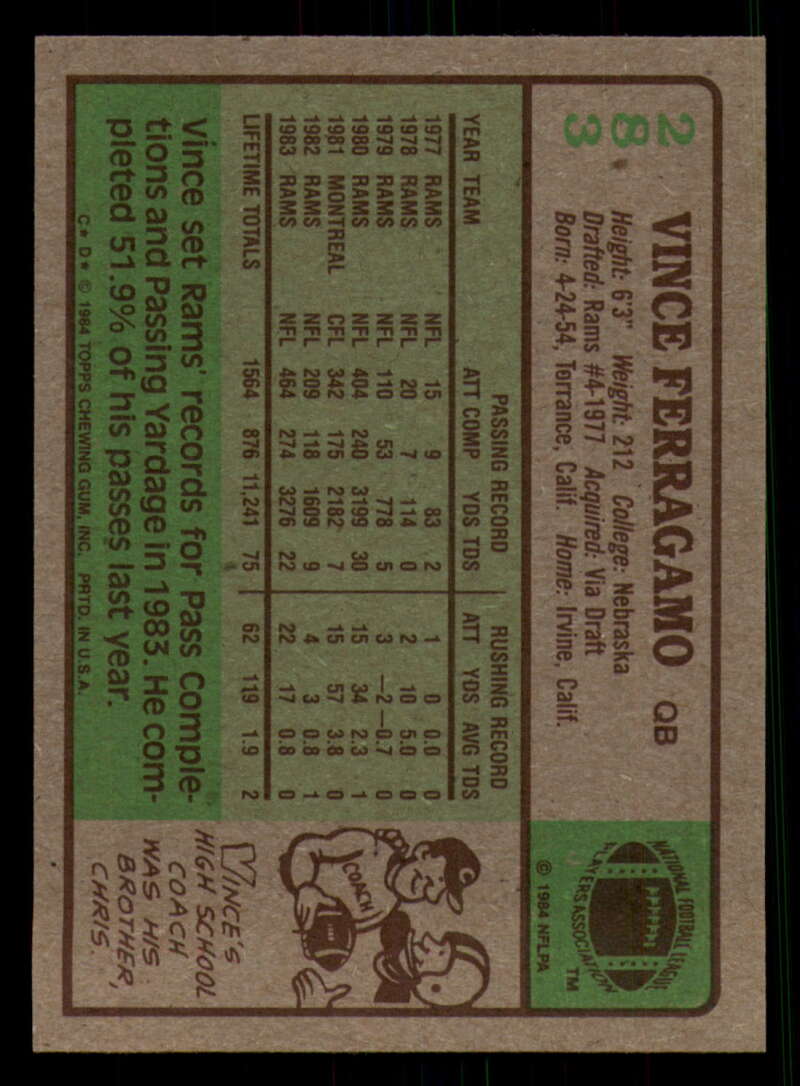 283
VINCE FERRAGAMO QB
Height: 6'3" Weight: 212 College: Nebraska
Drafted: Rams #4-1977 Acquired: Via Draft
Born: 4-24-54, Torrance, Calif. Home: Irvine, Calif.
NATIONAL FOOTBALL LEAGUE
PLAYERS ASSOCIATION
TM
© 1984 NFLPA
PASSING RECORD RUSHING RECORD
YEAR TEAM ATT COMP YDS TDS ATT YDS AVG TDS
1977 RAMS NFL 15 9 83 2 1 0 0.0 0
1978 RAMS NFL 20 7 114 0 2 10 5.0 0
1979 RAMS NFL 110 53 778 5 3 —2 —0.7 0
1980 RAMS NFL 404 240 3199 30 15 34 2.3 1
1981 MONTREAL CFL 342 175 2182 7 15 57 3.8 0
1982 RAMS NFL 209 118 1609 9 4 3 0.8 1
1983 RAMS NFL 464 274 3276 22 22 17 0.8 0
LIFETIME TOTALS 1564 876 11,241 75 62 119 1.9 2
Vince set Rams' records for Pass Comple-
tions and Passing Yardage in 1983. He com-
pleted 51.9% of his passes last year.
C* D* © 1984 TOPPS CHEWING GUM, INC. PRTD. IN U.S.A.
COACH
VINCE'S
HIGH SCHOOL
COACH
WAS HIS
BROTHER,
CHRIS.